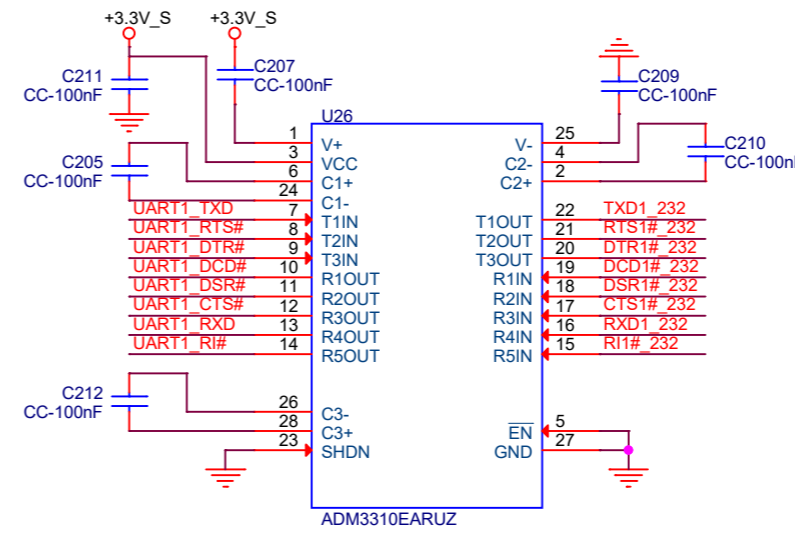 +3.3V_S +3.3V_S
C211
CC-100nF
C207
CC-100nF
C209
CC-100nF
C210
CC-100n
C205
CC-100nF
U26
1 V+
3 VCC
6 C1+
24 C1-
UART1_TXD 7 T1IN
UART1_RTS# 8 T2IN
UART1_DTR# 9 T3IN
UART1_DCD# 10 R1OUT
UART1_DSR# 11 R2OUT
UART1_CTS# 12 R3OUT
UART1_RXD 13 R4OUT
UART1_RI# 14 R5OUT
V- 25
C2- 4
C2+ 2
T1OUT 22 TXD1_232
T2OUT 21 RTS1#_232
T3OUT 20 DTR1#_232
R1IN 19 DCD1#_232
R2IN 18 DSR1#_232
R3IN 17 CTS1#_232
R4IN 16 RXD1_232
R5IN 15 RI1#_232
C212
CC-100nF
26 C3-
28 C3+
23 SHDN
EN 5
GND 27
ADM3310EARUZ